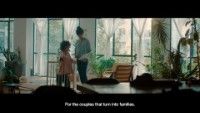 For the couples that turn into families.